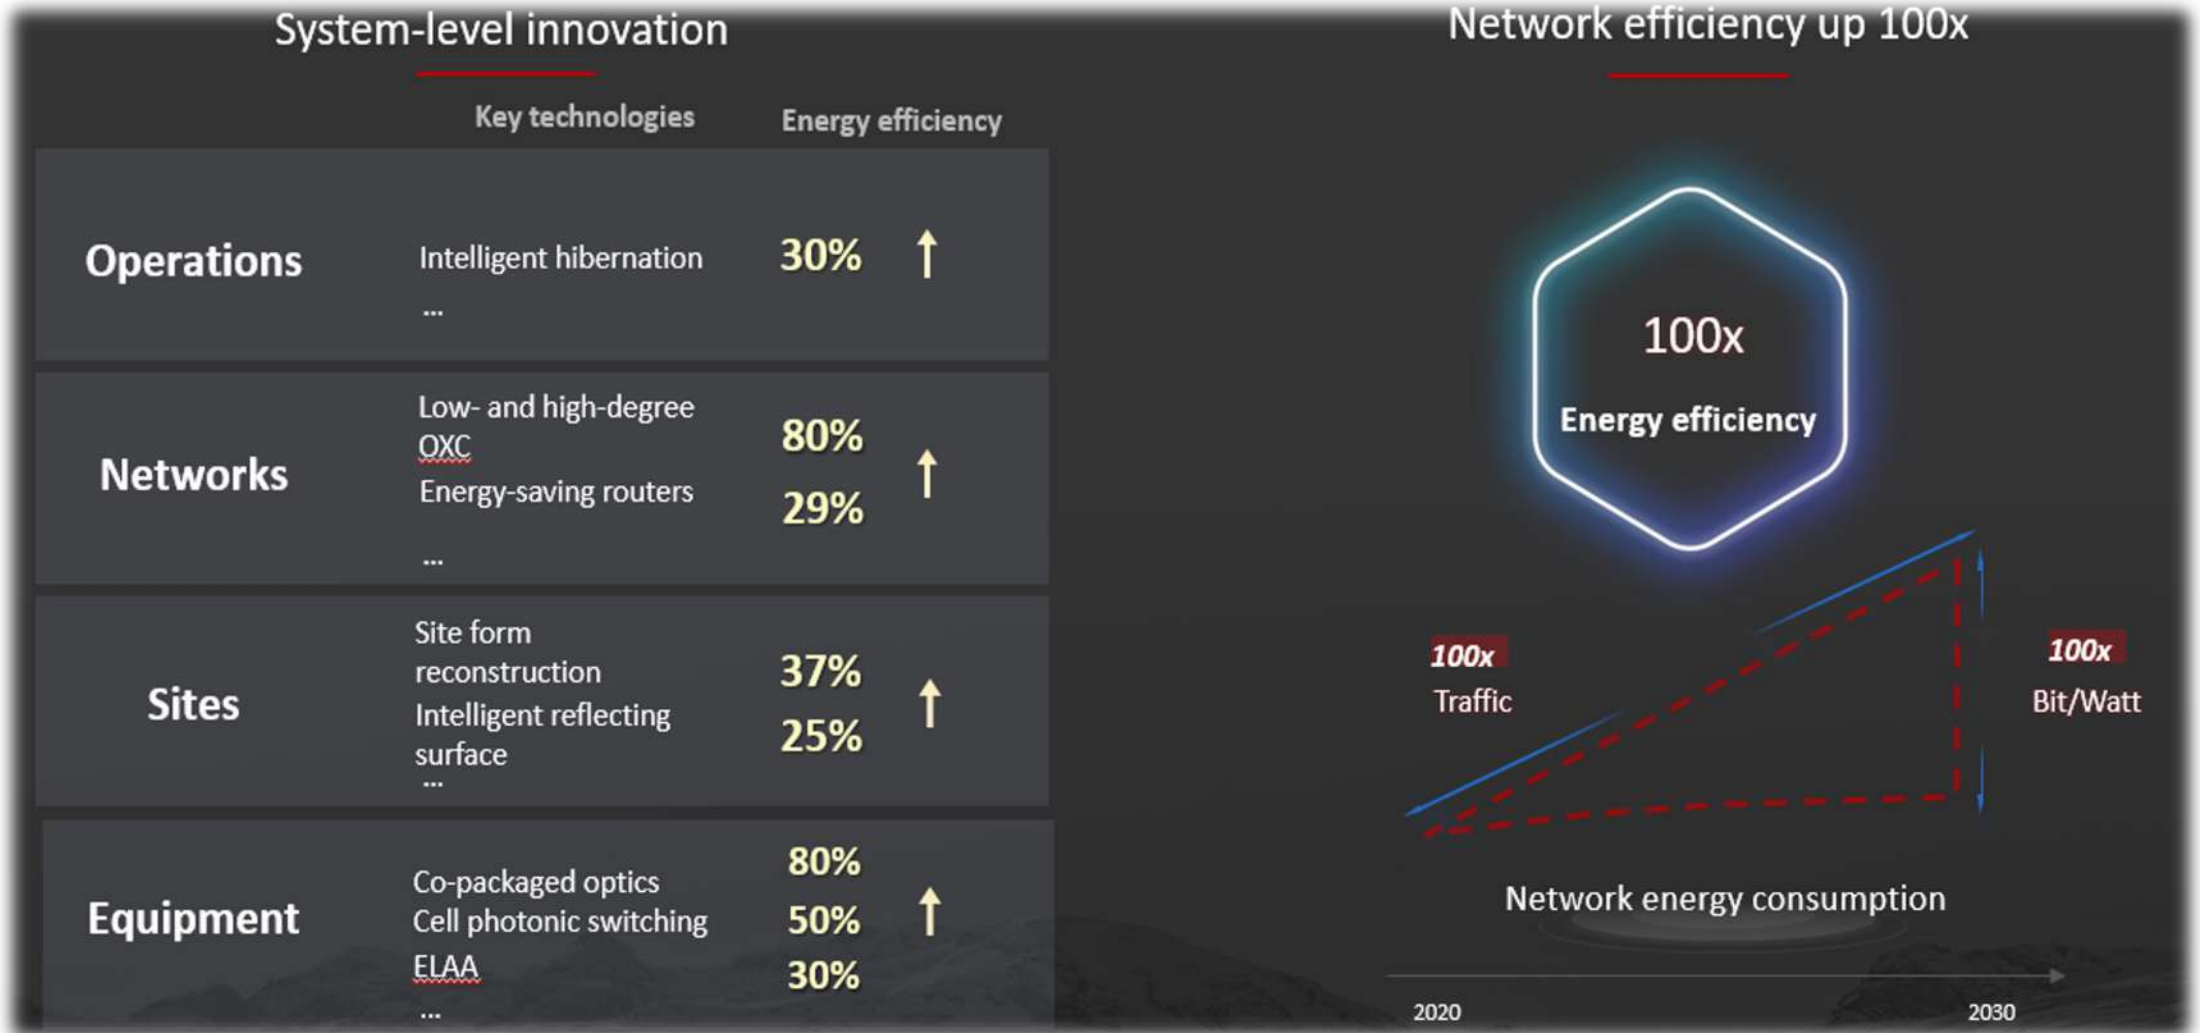 System-level innovation
Key technologies
Energy efficiency
Operations
Intelligent hibernation
...
30%
Networks
Low- and high-degree
OXC
Energy-saving routers
...
80%
29%
Sites
Site form
reconstruction
Intelligent reflecting
surface
...
37%
25%
Equipment
Co-packaged optics
Cell photonic switching
ELAA
...
80%
50%
30%
Network efficiency up 100x
100x
Energy efficiency
100x
Traffic
100x
Bit/Watt
Network energy consumption
2020
2030